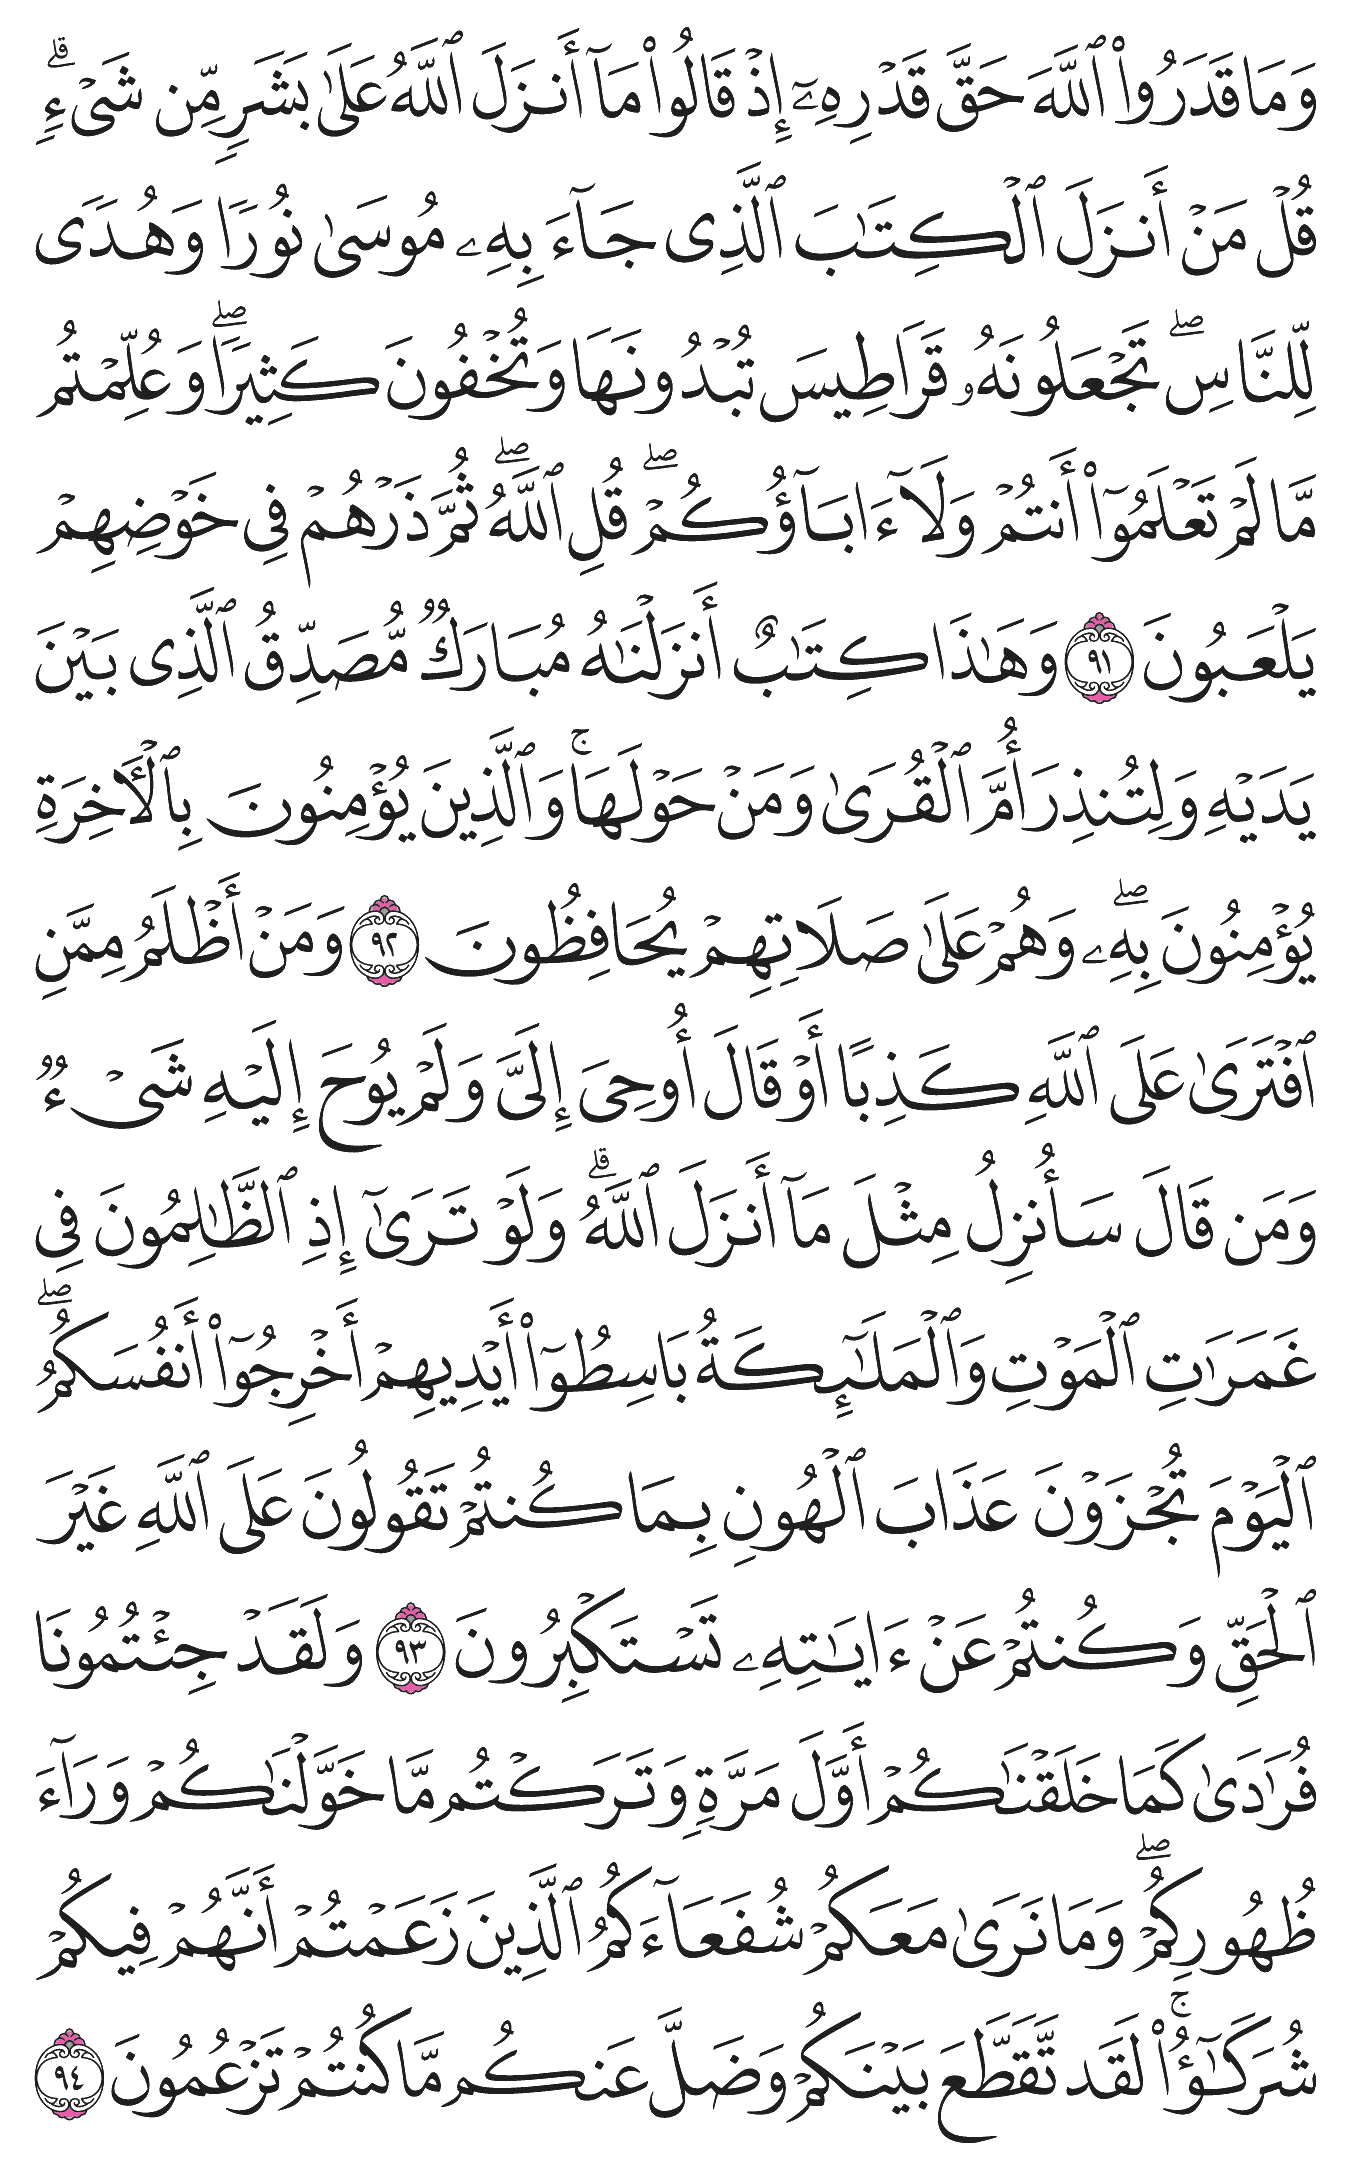 وَمَا قَدَرُوا۟ ٱللَّهَ حَقَّ قَدْرِهِۦٓ إِذْ قَالُوا۟ مَآ أَنزَلَ ٱللَّهُ عَلَىٰ بَشَرٍ مِّن شَىْءٍ ۗ
قُلْ مَنْ أَنزَلَ ٱلْكِتَٰبَ ٱلَّذِى جَآءَ بِهِۦ مُوسَىٰ نُورًا وَهُدًى
لِّلنَّاسِ ۖ تَجْعَلُونَهُۥ قَرَاطِيسَ تُبْدُونَهَا وَتُخْفُونَ كَثِيرًا ۖ وَعُلِّمْتُم
مَّا لَمْ تَعْلَمُوٓا۟ أَنتُمْ وَلَآ ءَابَآؤُكُمْ ۖ قُلِ ٱللَّهُ ۖ ثُمَّ ذَرْهُمْ فِى خَوْضِهِمْ
يَلْعَبُونَ ٩١ وَهَٰذَا كِتَٰبٌ أَنزَلْنَٰهُ مُبَارَكٌ مُّصَدِّقُ ٱلَّذِى بَيْنَ
يَدَيْهِ وَلِتُنذِرَ أُمَّ ٱلْقُرَىٰ وَمَنْ حَوْلَهَا ۚ وَٱلَّذِينَ يُؤْمِنُونَ بِٱلْـَٔاخِرَةِ
يُؤْمِنُونَ بِهِۦ ۖ وَهُمْ عَلَىٰ صَلَاتِهِمْ يُحَافِظُونَ ٩٢ وَمَنْ أَظْلَمُ مِمَّنِ
ٱفْتَرَىٰ عَلَى ٱللَّهِ كَذِبًا أَوْ قَالَ أُوحِىَ إِلَىَّ وَلَمْ يُوحَ إِلَيْهِ شَىْءٌ
وَمَن قَالَ سَأُنزِلُ مِثْلَ مَآ أَنزَلَ ٱللَّهُ ۗ وَلَوْ تَرَىٰٓ إِذِ ٱلظَّٰلِمُونَ فِى
غَمَرَٰتِ ٱلْمَوْتِ وَٱلْمَلَٰٓئِكَةُ بَاسِطُوٓا۟ أَيْدِيهِمْ أَخْرِجُوٓا۟ أَنفُسَكُمُ ۖ
ٱلْيَوْمَ تُجْزَوْنَ عَذَابَ ٱلْهُونِ بِمَا كُنتُمْ تَقُولُونَ عَلَى ٱللَّهِ غَيْرَ
ٱلْحَقِّ وَكُنتُمْ عَنْ ءَايَٰتِهِۦ تَسْتَكْبِرُونَ ٩٣ وَلَقَدْ جِئْتُمُونَا
فُرَٰدَىٰ كَمَا خَلَقْنَٰكُمْ أَوَّلَ مَرَّةٍ وَتَرَكْتُم مَّا خَوَّلْنَٰكُمْ وَرَآءَ
ظُهُورِكُمْ ۖ وَمَا نَرَىٰ مَعَكُمْ شُفَعَآءَكُمُ ٱلَّذِينَ زَعَمْتُمْ أَنَّهُمْ فِيكُمْ
شُرَكَٰٓؤُا۟ ۚ لَقَد تَّقَطَّعَ بَيْنَكُمْ وَضَلَّ عَنكُم مَّا كُنتُمْ تَزْعُمُونَ ٩٤